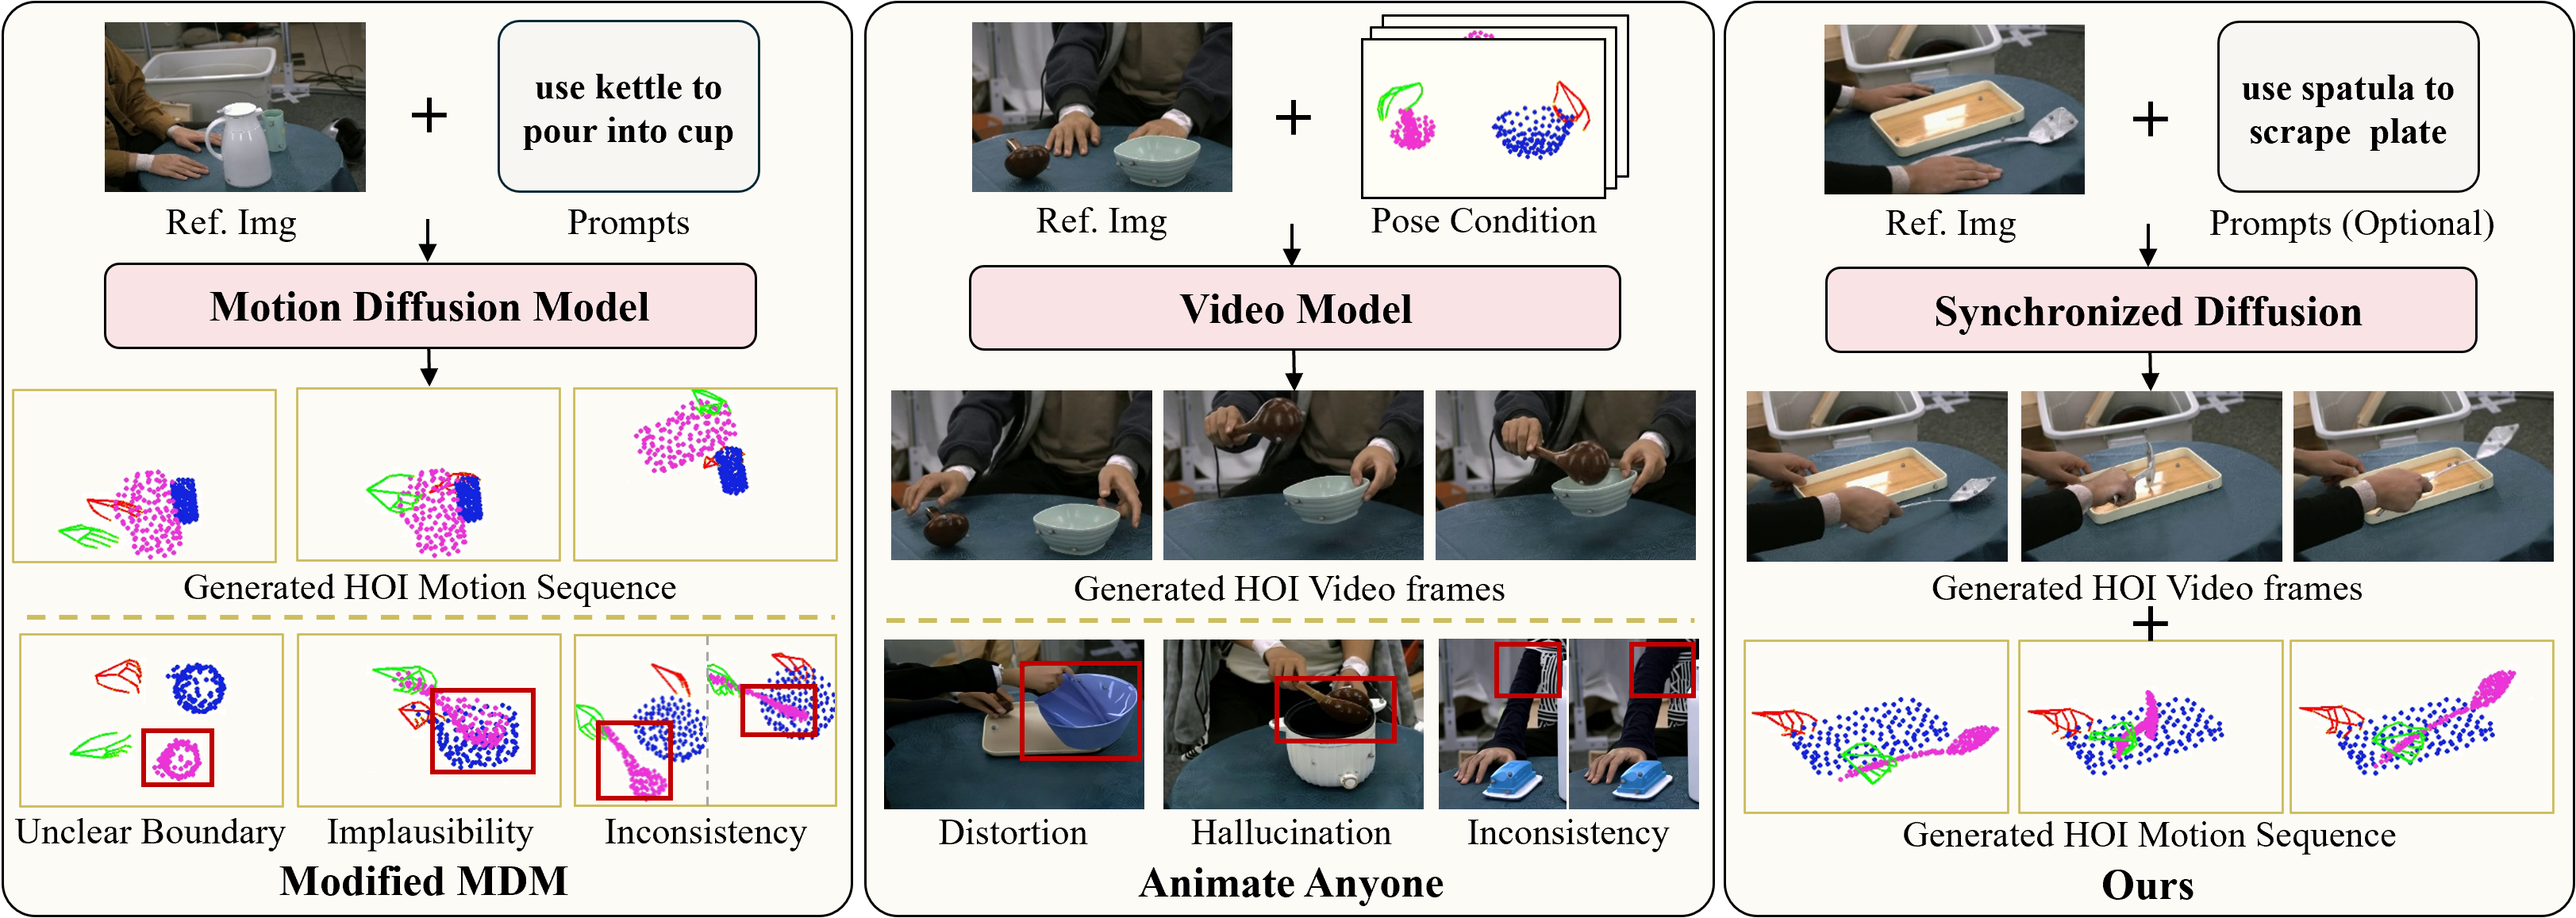 +
use kettle to
pour into cup
Ref. Img
Prompts
Motion Diffusion Model
Generated HOI Motion Sequence
Unclear Boundary
Implausibility
Inconsistency
Modified MDM
+
Ref. Img
Pose Condition
Video Model
Generated HOI Video frames
Distortion
Hallucination
Inconsistency
Animate Anyone
+
use spatula to
scrape plate
Ref. Img
Prompts (Optional)
Synchronized Diffusion
Generated HOI Video frames
+
Generated HOI Motion Sequence
Ours